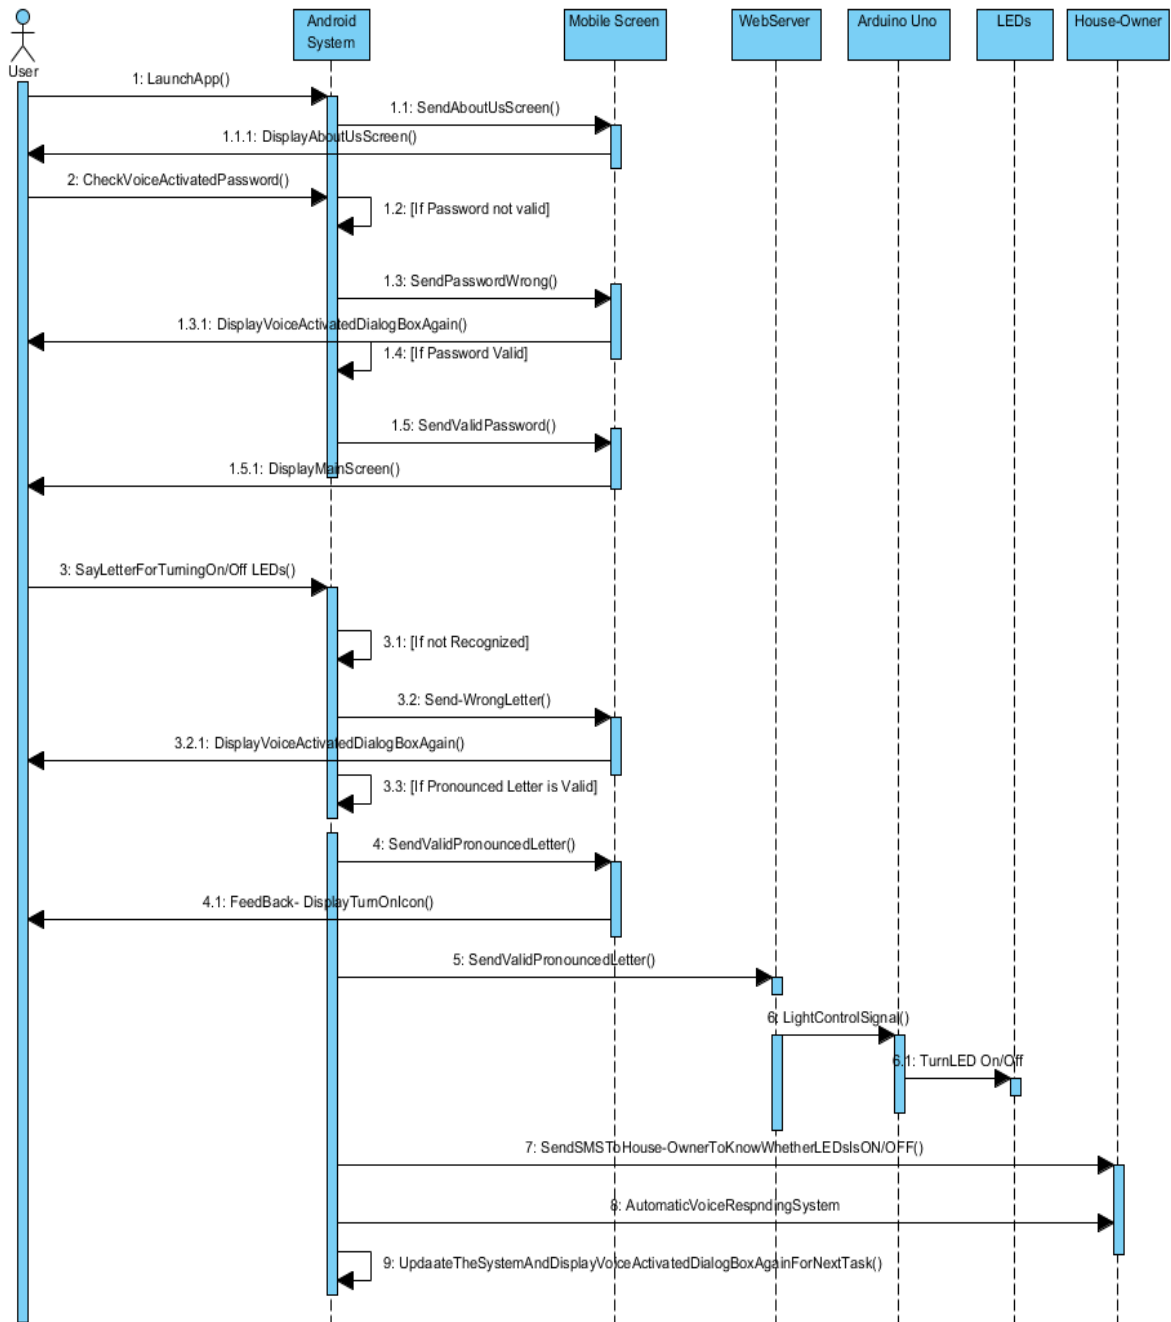 Android
System
Mobile Screen
WebServer
Arduino Uno
LEDs
House-Owner
User
1: LaunchApp()
1.1: SendAboutUsScreen()
1.1.1: DisplayAboutUsScreen()
2: CheckVoiceActivatedPassword()
1.2: [If Password not valid]
1.3: SendPasswordWrong()
1.3.1: DisplayVoiceActivatedDialogBoxAgain()
1.4: [If Password Valid]
1.5: SendValidPassword()
1.5.1: DisplayMainScreen()
3: SayLetterForTurningOn/Off LEDs()
3.1: [If not Recognized]
3.2: Send-WrongLetter()
3.2.1: DisplayVoiceActivatedDialogBoxAgain()
3.3: [If Pronounced Letter is Valid]
4: SendValidPronouncedLetter()
4.1: FeedBack- DisplayTurnOnIcon()
5: SendValidPronouncedLetter()
6: LightControlSignal()
6.1: TurnLED On/Off
7: SendSMSToHouse-OwnerToKnowWhetherLEDsIsON/OFF()
8: AutomaticVoiceRespndingSystem
9: UpdaateTheSystemAndDisplayVoiceActivatedDialogBoxAgainForNextTask()